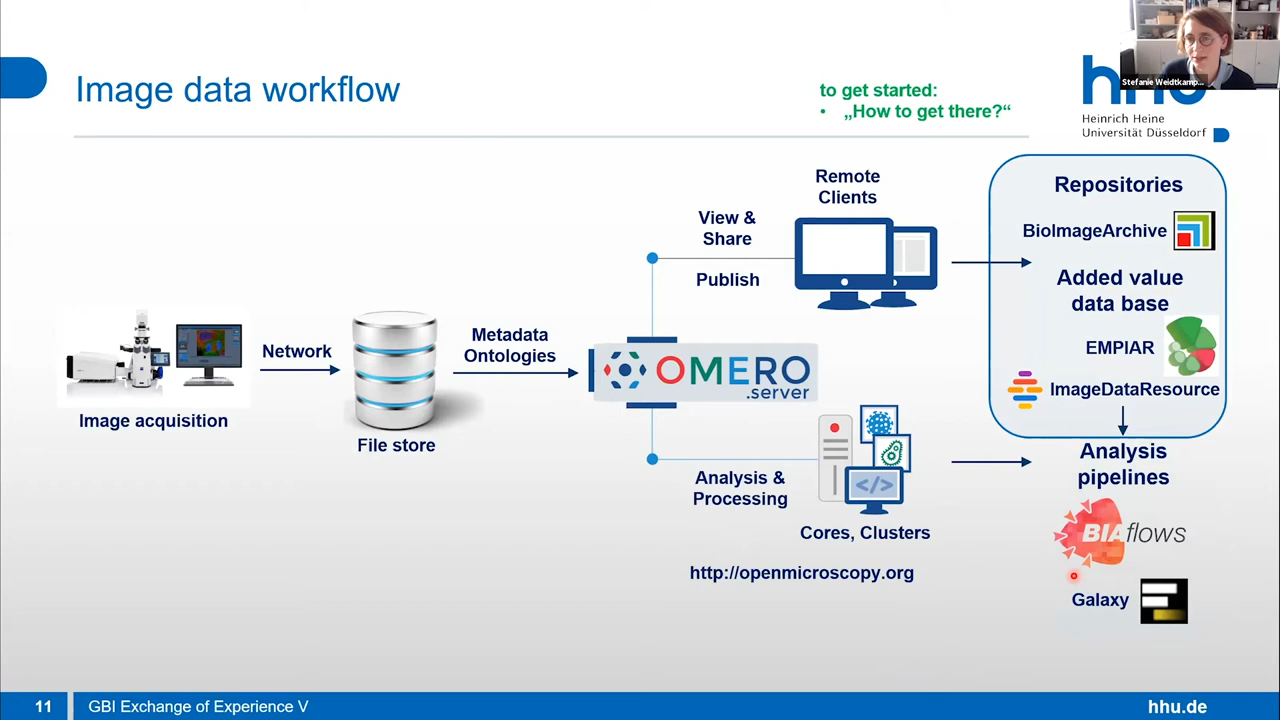 Image data workflow
to get started:
• „How to get there?“
Stefanie Weidtkamp...
hhu
Heinrich Heine
Universität Düsseldorf
Remote
Clients
View &
Share
Publish
Repositories
BioImageArchive
Added value
data base
EMPIAR
ImageDataResource
Network
Metadata
Ontologies
OMERO
.server
Image acquisition
File store
Analysis &
Processing
</>
Cores, Clusters
Analysis
pipelines
BIAflows
http://openmicroscopy.org
Galaxy
11
GBI Exchange of Experience V
hhu.de